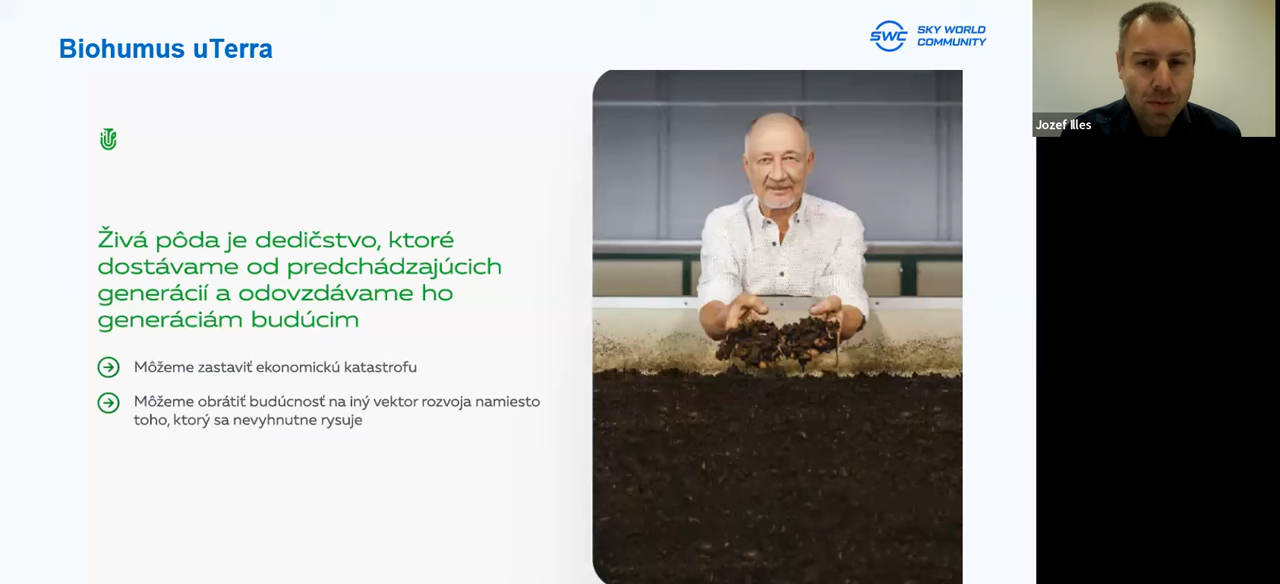 Biohumus uTerra
SWC SKY WORLD
COMMUNITY
Jozef Illes
Živá pôda je dedičstvo, ktoré
dostávame od predchádzajúcich
generácií a odovzdávame ho
generáciám budúcim
Môžeme zastaviť ekonomickú katastrofu
Môžeme obrátiť budúcnosť na iný vektor rozvoja namiesto
toho, ktorý sa nevyhnutne rysuje